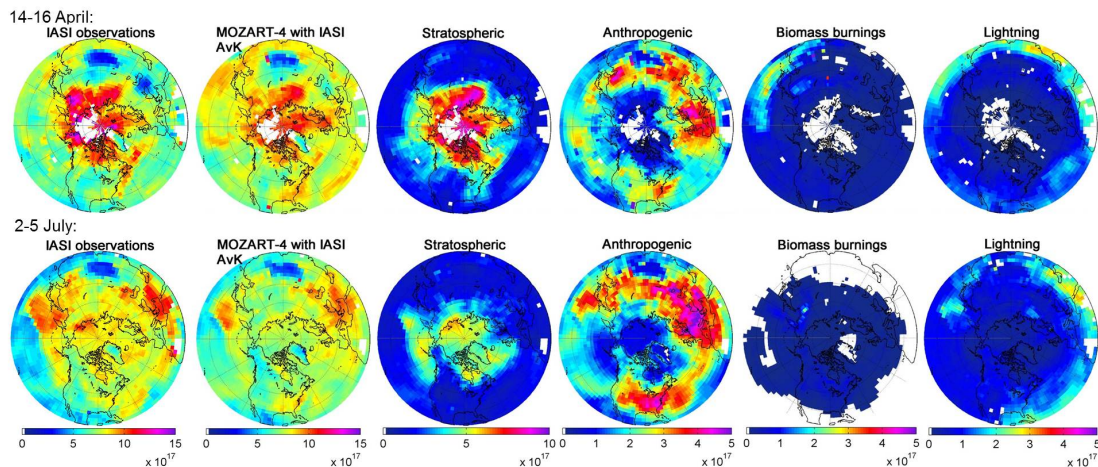 14-16 April:
IASI observations
MOZART-4 with IASI AvK
Stratospheric
Anthropogenic
Biomass burnings
Lightning
2-5 July:
IASI observations
MOZART-4 with IASI AvK
Stratospheric
Anthropogenic
Biomass burnings
Lightning
0 5 10 15
x 10^17
0 5 10 15
x 10^17
0 5 10
x 10^17
1 2 3 4 5
x 10^17
0 1 2 3 4 5
x 10^17
0 1 2 3 4 5
x 10^17